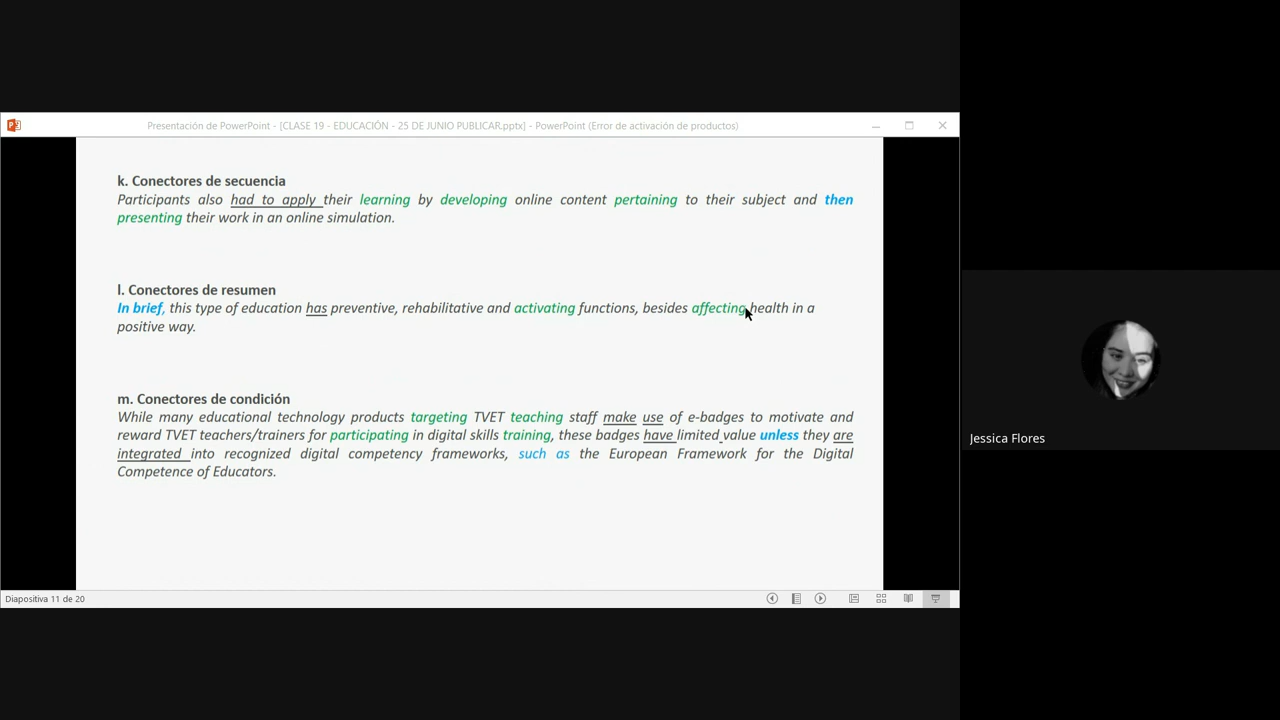 Presentación de PowerPoint - [CLASE 19 - EDUCACIÓN - 25 DE JUNIO PUBLICAR.pptx] - PowerPoint (Error de activación de productos)
k. Conectores de secuencia
Participants also had to apply their learning by developing online content pertaining to their subject and then
presenting their work in an online simulation.
l. Conectores de resumen
In brief, this type of education has preventive, rehabilitative and activating functions, besides affecting health in a
positive way.
m. Conectores de condición
While many educational technology products targeting TVET teaching staff make use of e-badges to motivate and
reward TVET teachers/trainers for participating in digital skills training, these badges have limited value unless they are
integrated into recognized digital competency frameworks, such as the European Framework for the Digital
Competence of Educators.
Jessica Flores
Diapositiva 11 de 20